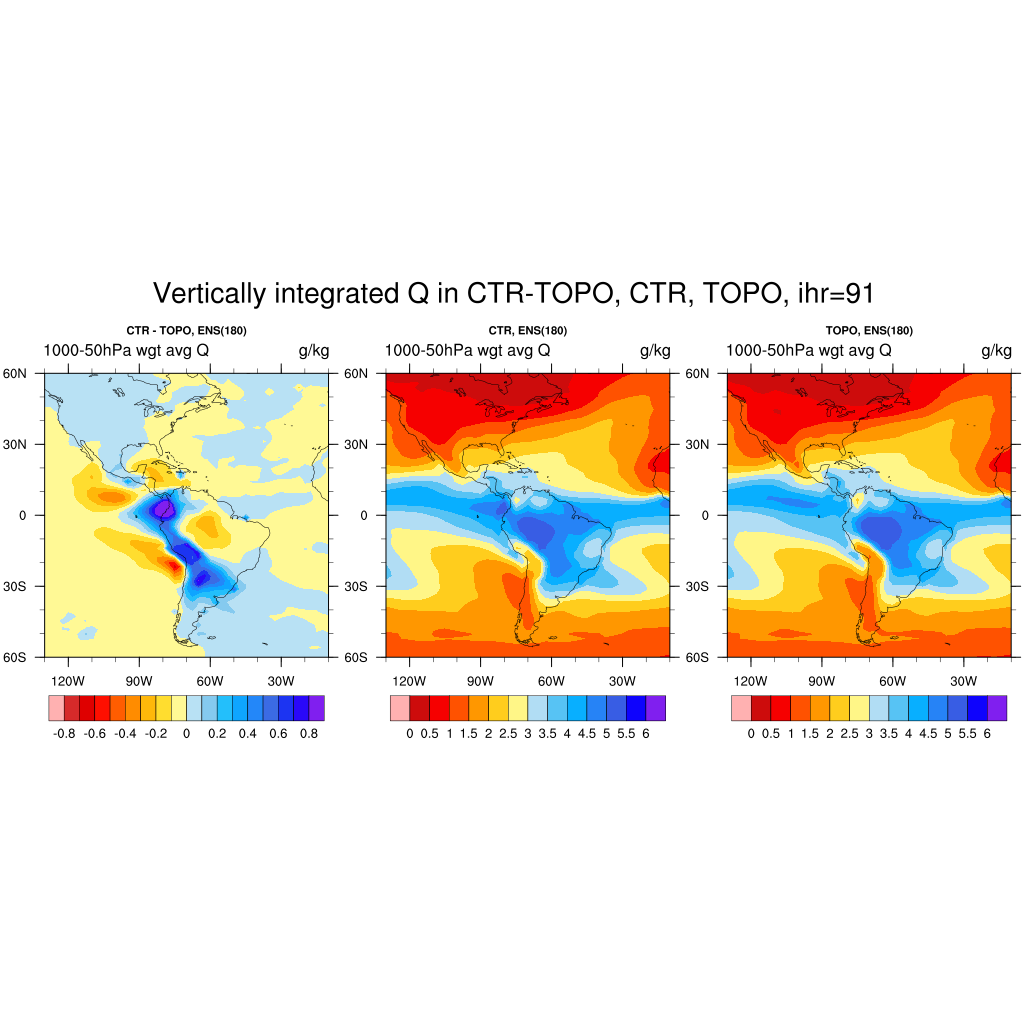 Vertically integrated Q in CTR-TOPO, CTR, TOPO, ihr=91
CTR - TOPO, ENS(180)
1000-50hPa wgt avg Q g/kg
60N
30N
0
30S
60S
120W 90W 60W 30W
-0.8 -0.6 -0.4 -0.2 0 0.2 0.4 0.6 0.8
CTR, ENS(180)
1000-50hPa wgt avg Q g/kg
60N
30N
0
30S
60S
120W 90W 60W 30W
0 0.5 1 1.5 2 2.5 3 3.5 4 4.5 5 5.5 6
TOPO, ENS(180)
1000-50hPa wgt avg Q g/kg
60N
30N
0
30S
60S
120W 90W 60W 30W
0 0.5 1 1.5 2 2.5 3 3.5 4 4.5 5 5.5 6